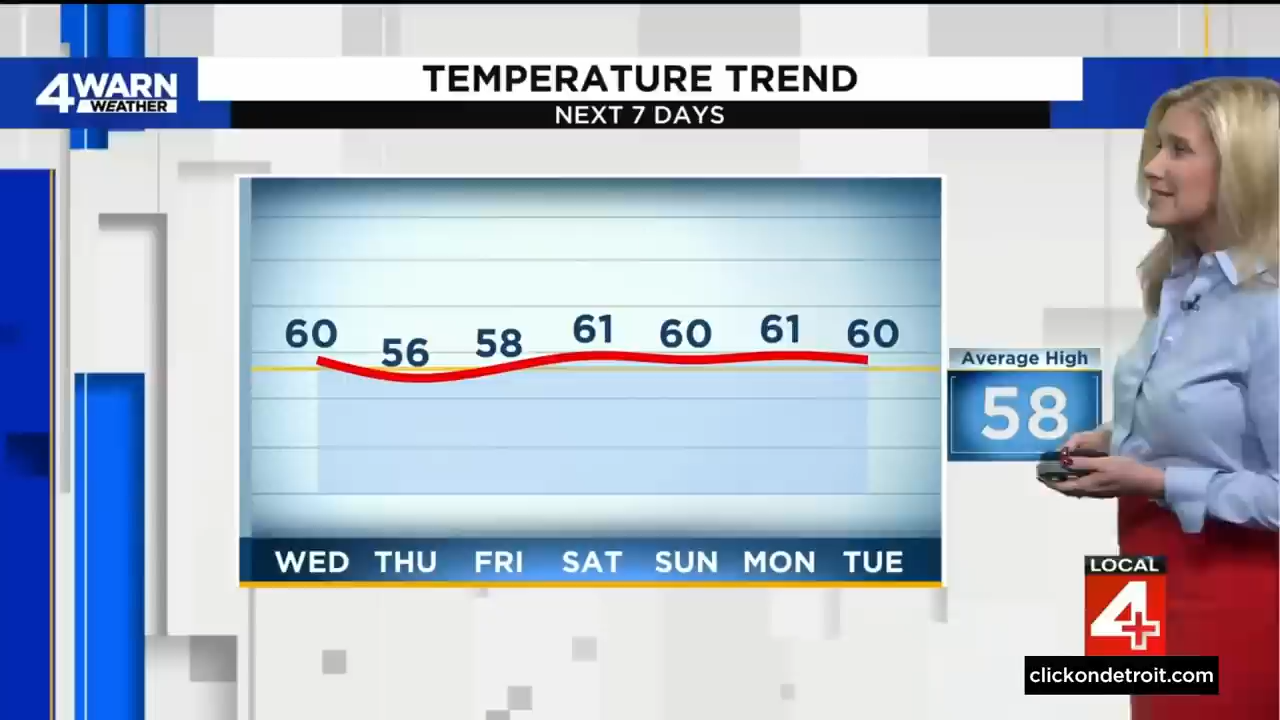 4WARN
WEATHER
TEMPERATURE TREND
NEXT 7 DAYS
60 56 58 61 60 61 60
Average High
58
WED THU FRI SAT SUN MON TUE
LOCAL
4
clickondetroit.com